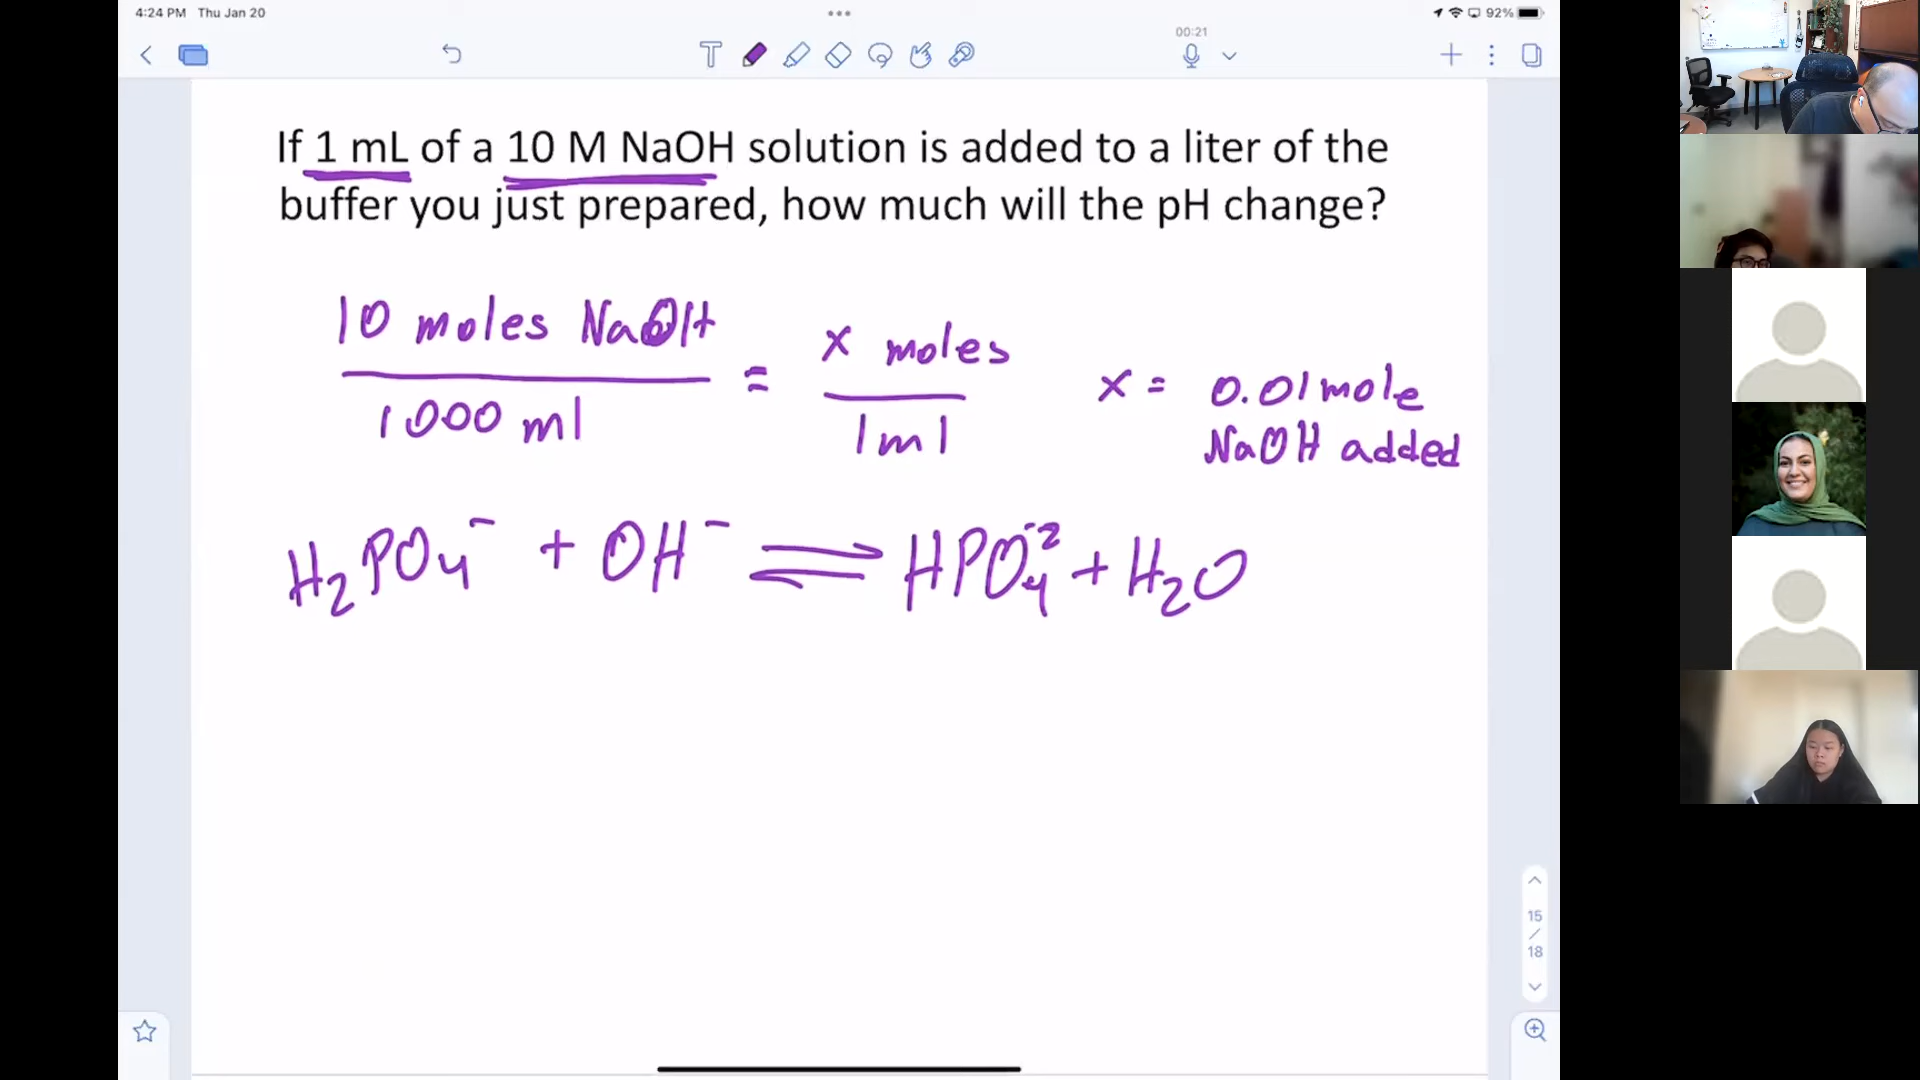 4:24 PM Thu Jan 20
92%
00:21
If 1 mL of a 10 M NaOH solution is added to a liter of the
buffer you just prepared, how much will the pH change?
10 moles NaOH
1000 ml
=
x moles
1 ml
x = 0.01 mole
NaOH added
H₂PO₄⁻ + OH⁻ ⇌ HPO₄⁻² + H₂O
15
/
18